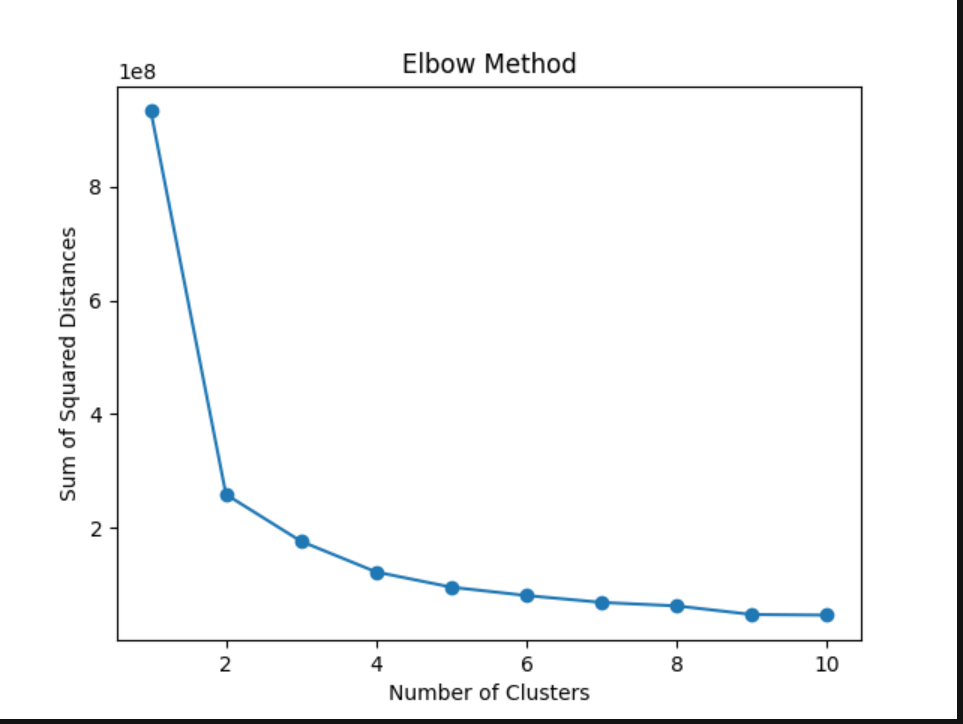 Elbow Method
1e8
8
6
4
2
Sum of Squared Distances
2 4 6 8 10
Number of Clusters